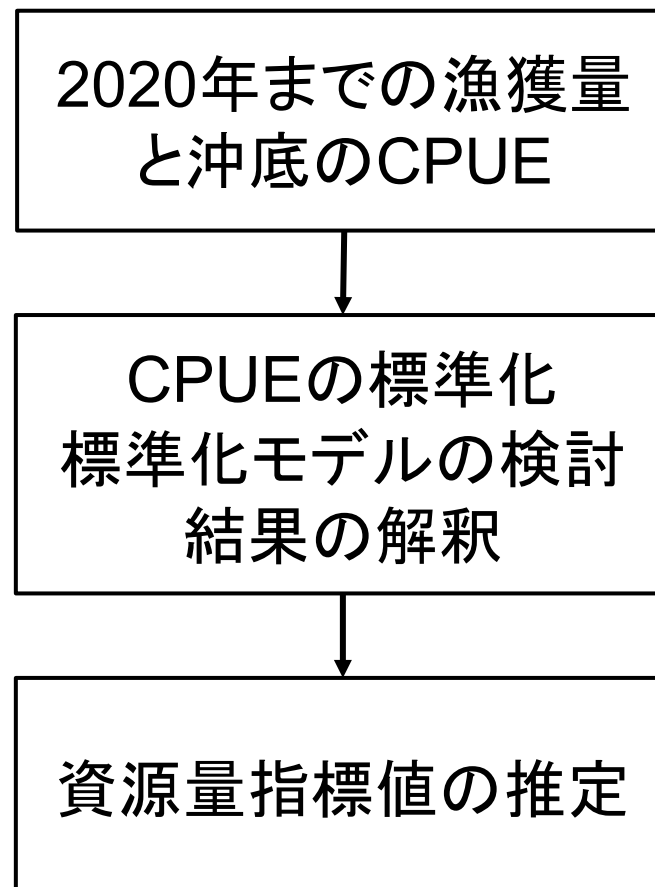 2020年までの漁獲量
と沖底のCPUE
CPUEの標準化
標準化モデルの検討
結果の解釈
資源量指標値の推定